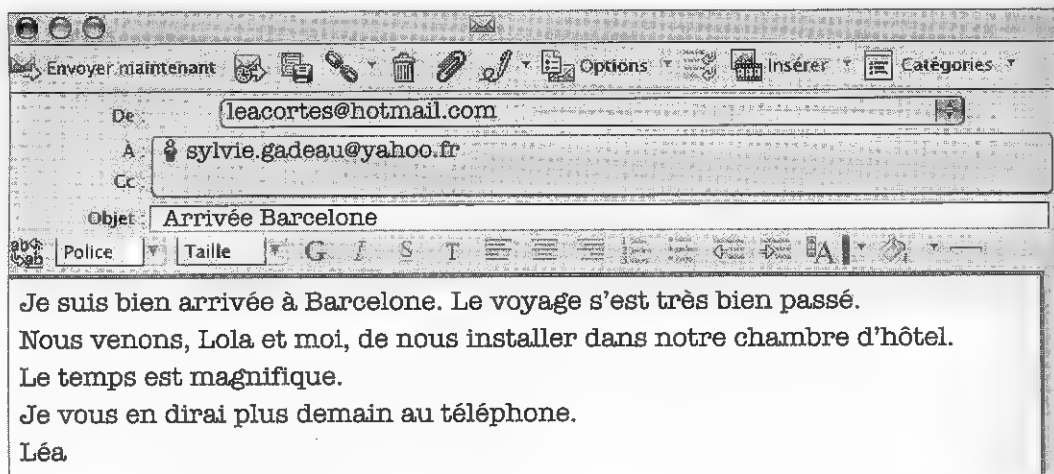 Envoyer maintenant Options Insérer Catégories
De : leacortes@hotmail.com
À sylvie.gadeau@yahoo.fr
Cc
Objet : Arrivée Barcelone
Police Taille G I S T A
Je suis bien arrivée à Barcelone. Le voyage s'est très bien passé.
Nous venons, Lola et moi, de nous installer dans notre chambre d'hôtel.
Le temps est magnifique.
Je vous en dirai plus demain au téléphone.
Léa